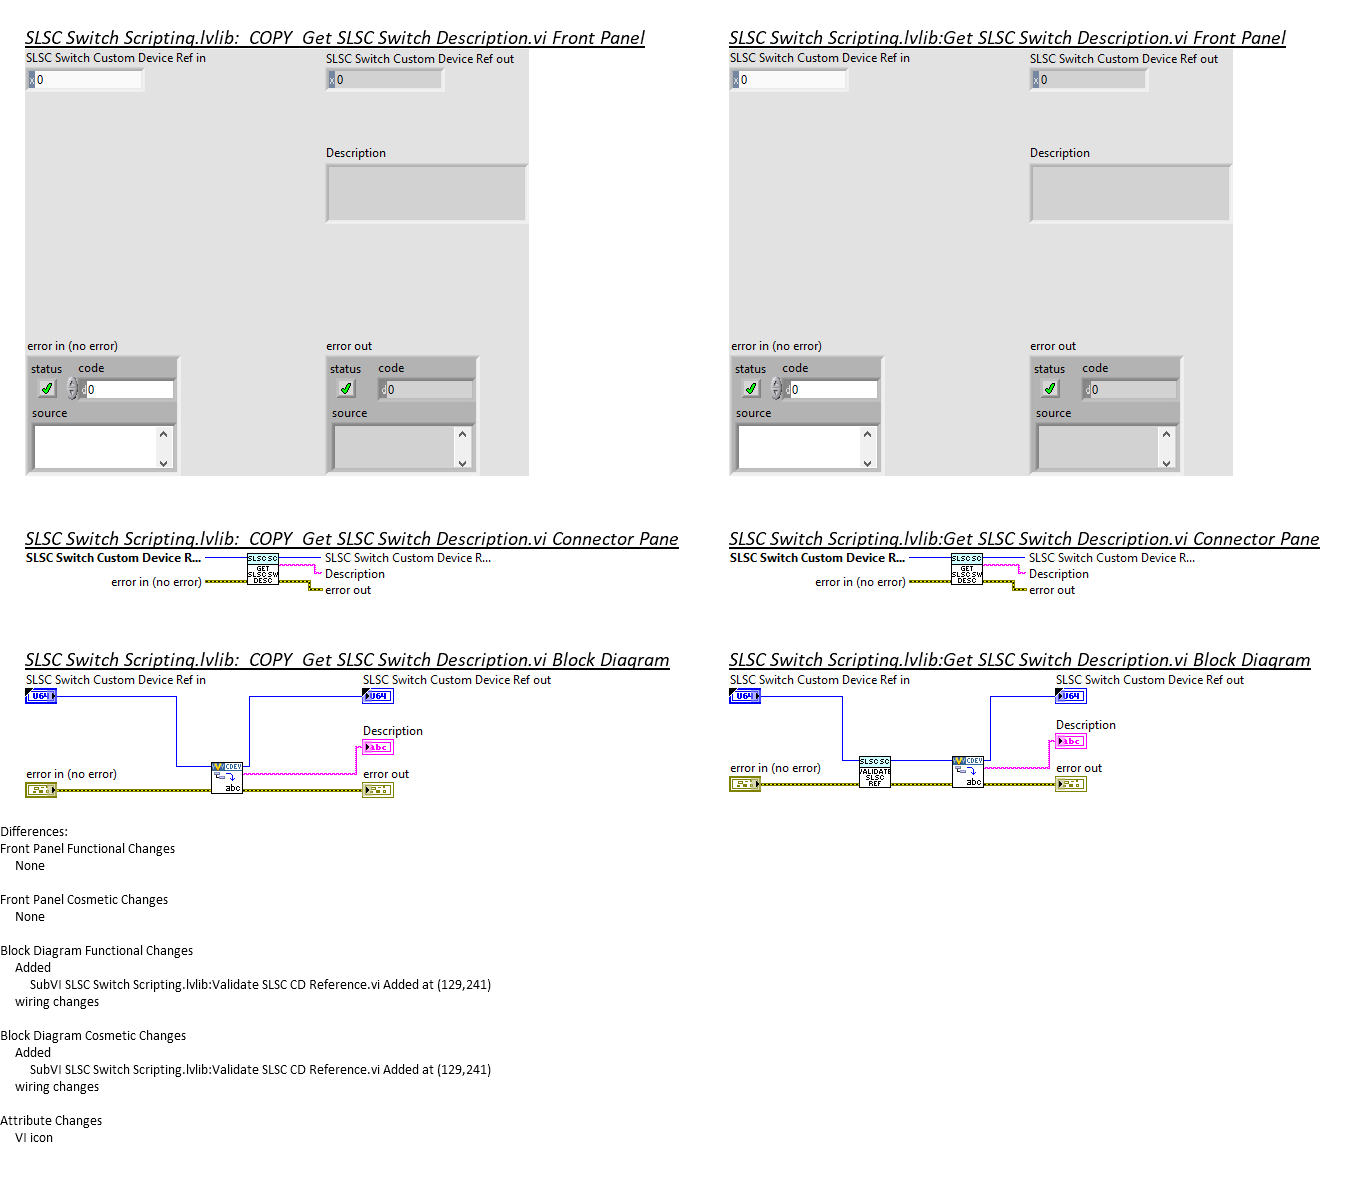 SLSC Switch Scripting.lvlib:  COPY  Get SLSC Switch Description.vi Front Panel
SLSC Switch Custom Device Ref in
SLSC Switch Custom Device Ref out
x 0
x 0
Description
error in (no error)
error out
status
code
status
code
d 0
d 0
source
source
SLSC Switch Scripting.lvlib:Get SLSC Switch Description.vi Front Panel
SLSC Switch Custom Device Ref in
SLSC Switch Custom Device Ref out
x 0
x 0
Description
error in (no error)
error out
status
code
status
code
d 0
d 0
source
source
SLSC Switch Scripting.lvlib:  COPY  Get SLSC Switch Description.vi Connector Pane
SLSC Switch Custom Device R...
SLSC SC
SLSC Switch Custom Device R...
GET
SLSC SW
DESC
Description
error in (no error)
error out
SLSC Switch Scripting.lvlib:Get SLSC Switch Description.vi Connector Pane
SLSC Switch Custom Device R...
SLSC SC
SLSC Switch Custom Device R...
GET
SLSC SW
DESC
Description
error in (no error)
error out
SLSC Switch Scripting.lvlib:  COPY  Get SLSC Switch Description.vi Block Diagram
SLSC Switch Custom Device Ref in
SLSC Switch Custom Device Ref out
U64
U64
Description
abc
error in (no error)
CDEV
abc
error out
SLSC Switch Scripting.lvlib:Get SLSC Switch Description.vi Block Diagram
SLSC Switch Custom Device Ref in
SLSC Switch Custom Device Ref out
U64
U64
Description
abc
error in (no error)
SLSC SC
VALIDATE
SLSC
REF
CDEV
abc
error out
Differences:
Front Panel Functional Changes
None
Front Panel Cosmetic Changes
None
Block Diagram Functional Changes
Added
SubVI SLSC Switch Scripting.lvlib:Validate SLSC CD Reference.vi Added at (129,241)
wiring changes
Block Diagram Cosmetic Changes
Added
SubVI SLSC Switch Scripting.lvlib:Validate SLSC CD Reference.vi Added at (129,241)
wiring changes
Attribute Changes
VI icon